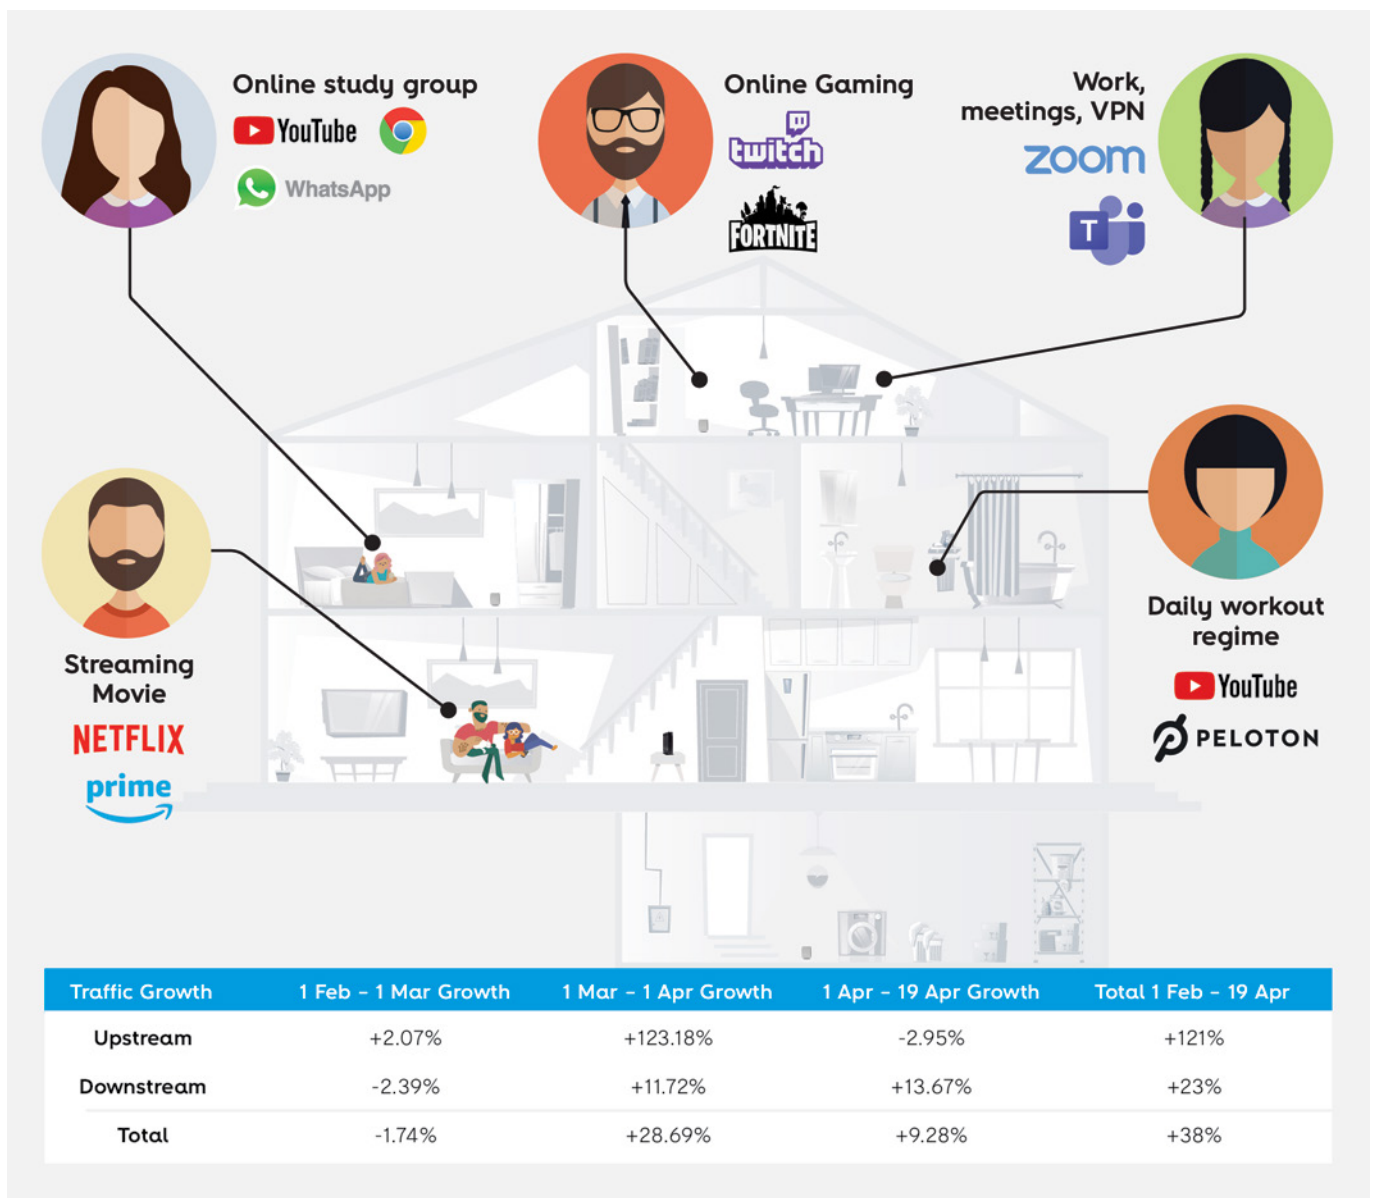 Online study group
YouTube
WhatsApp
Online Gaming
twitch
FORTNITE
Work,
meetings, VPN
zoom
T
Streaming
Movie
NETFLIX
prime
Daily workout
regime
YouTube
PELOTON
Traffic Growth 1 Feb – 1 Mar Growth 1 Mar – 1 Apr Growth 1 Apr – 19 Apr Growth Total 1 Feb – 19 Apr
Upstream +2.07% +123.18% -2.95% +121%
Downstream -2.39% +11.72% +13.67% +23%
Total -1.74% +28.69% +9.28% +38%